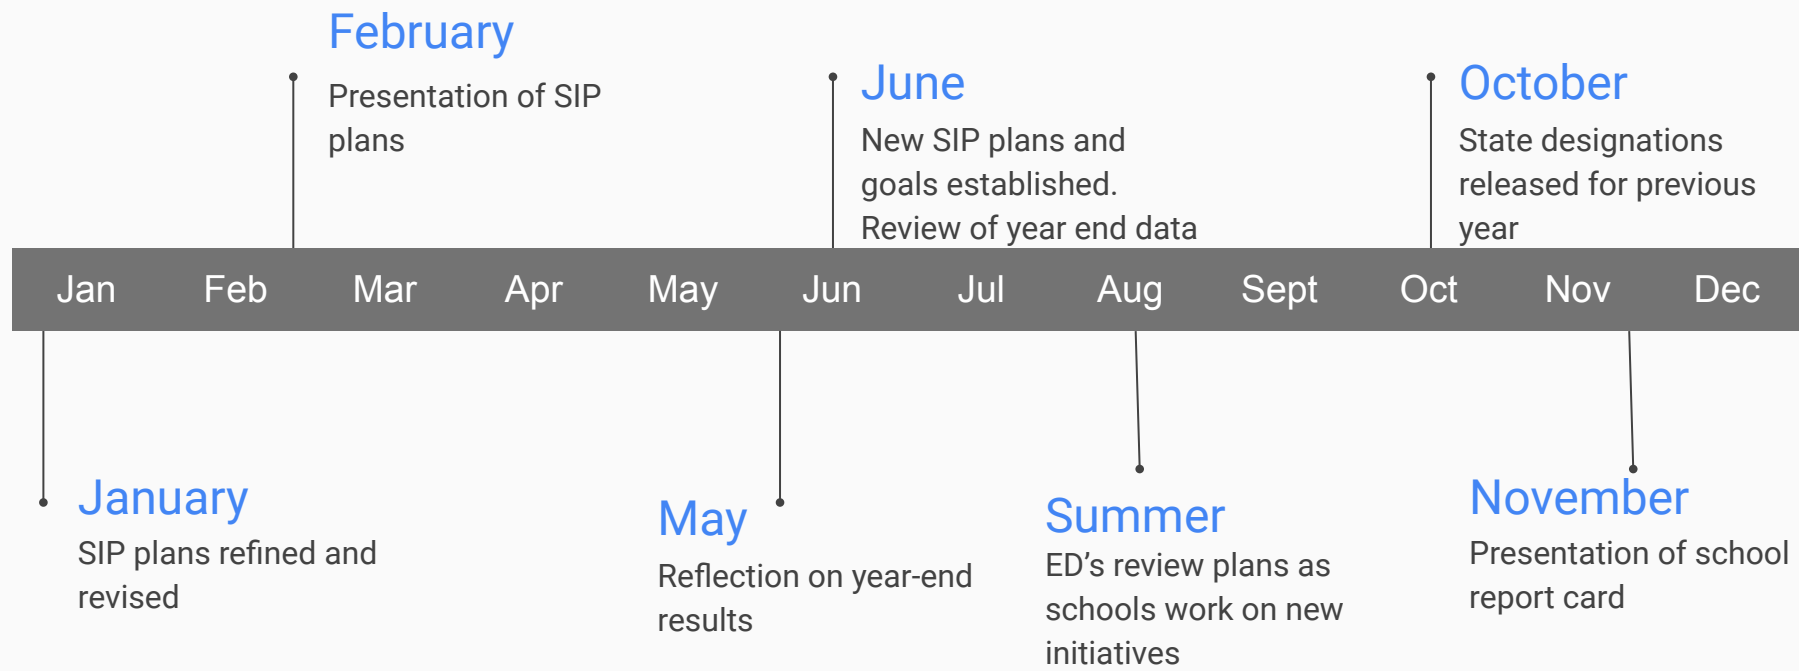 February
Presentation of SIP
plans
June
New SIP plans and
goals established.
Review of year end data
October
State designations
released for previous
year
Jan Feb Mar Apr May Jun Jul Aug Sept Oct Nov Dec
January
SIP plans refined and
revised
May
Reflection on year-end
results
Summer
ED’s review plans as
schools work on new
initiatives
November
Presentation of school
report card